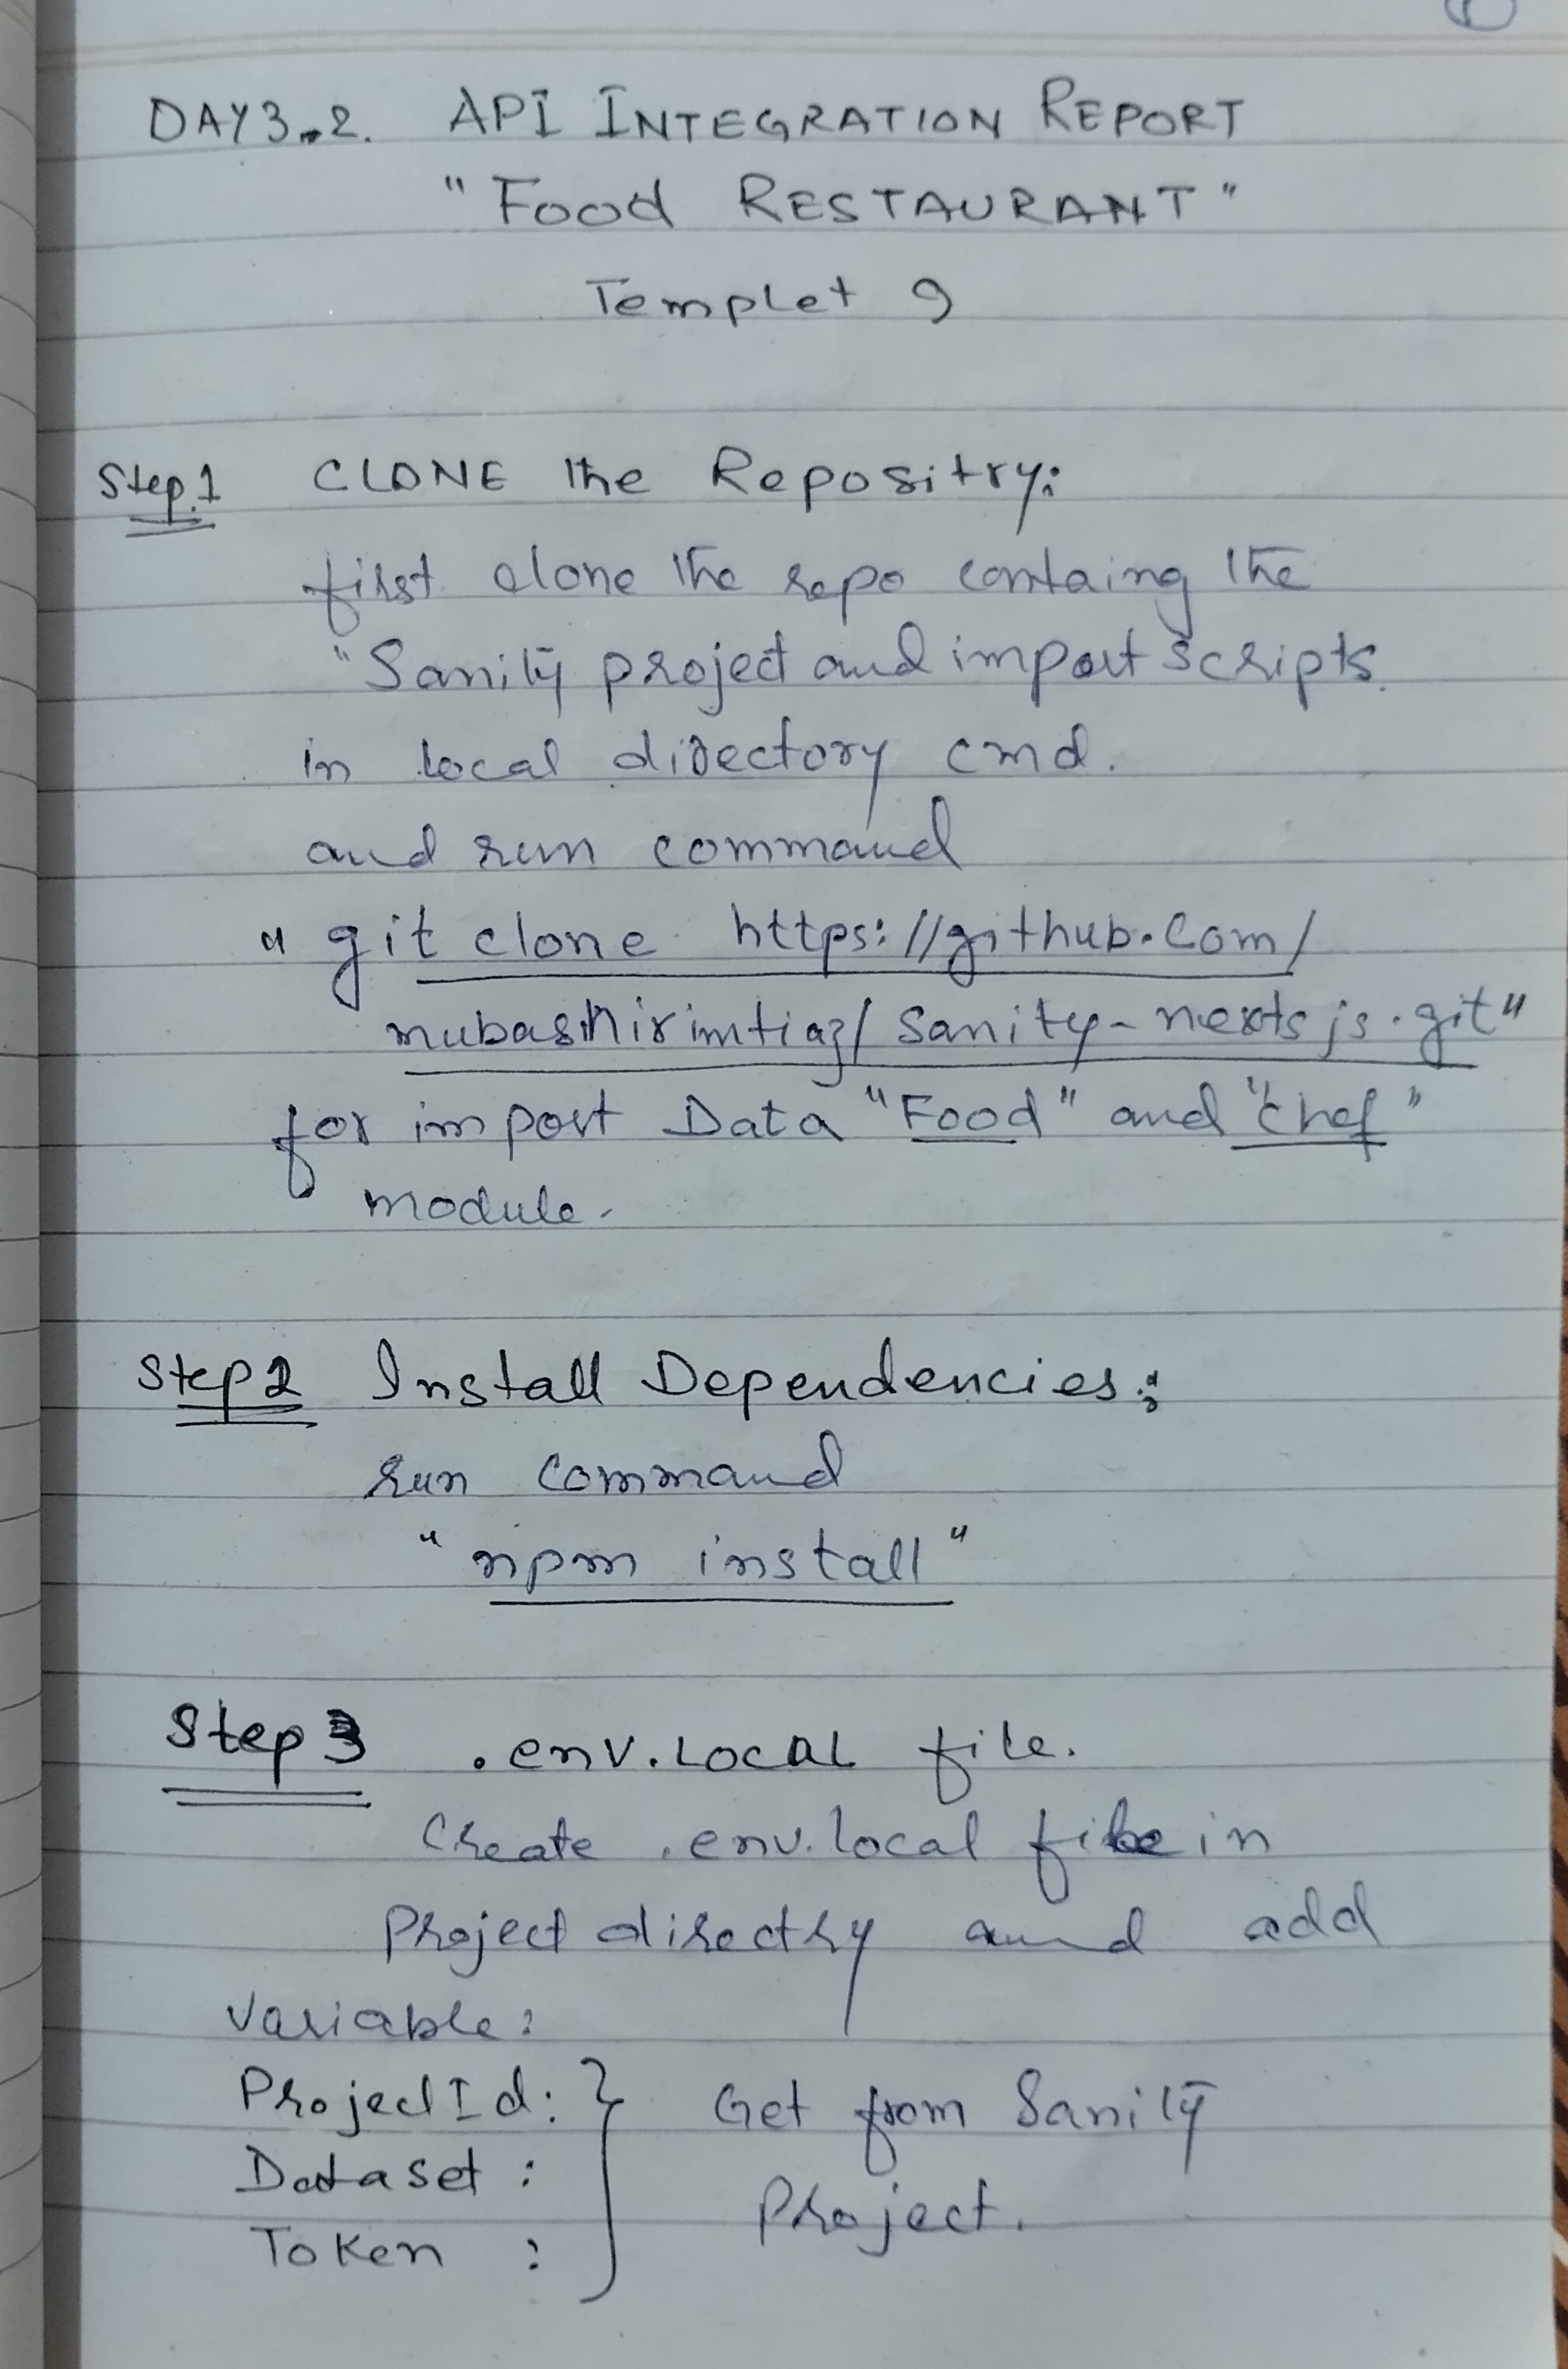 DAY3.2. API INTEGRATION REPORT
"Food RESTAURANT"
Templet 9
Step.1 CLONE the Repositry:
first clone the repo containg the
"Sanity project and import scripts.
in local directory cmd.
and run command
"git clone https://github.com/
mubashirimtiaz/sanity-nextsjs.git"
for import Data "Food" and "chef"
module.
Step 2 Install Dependencies:
run command
"npm install"
Step 3 .env.LOCAL file.
Create .env.local file in
Project directry and add
variable:
ProjectId: } Get from Sanity
Dataset : Project.
Token :